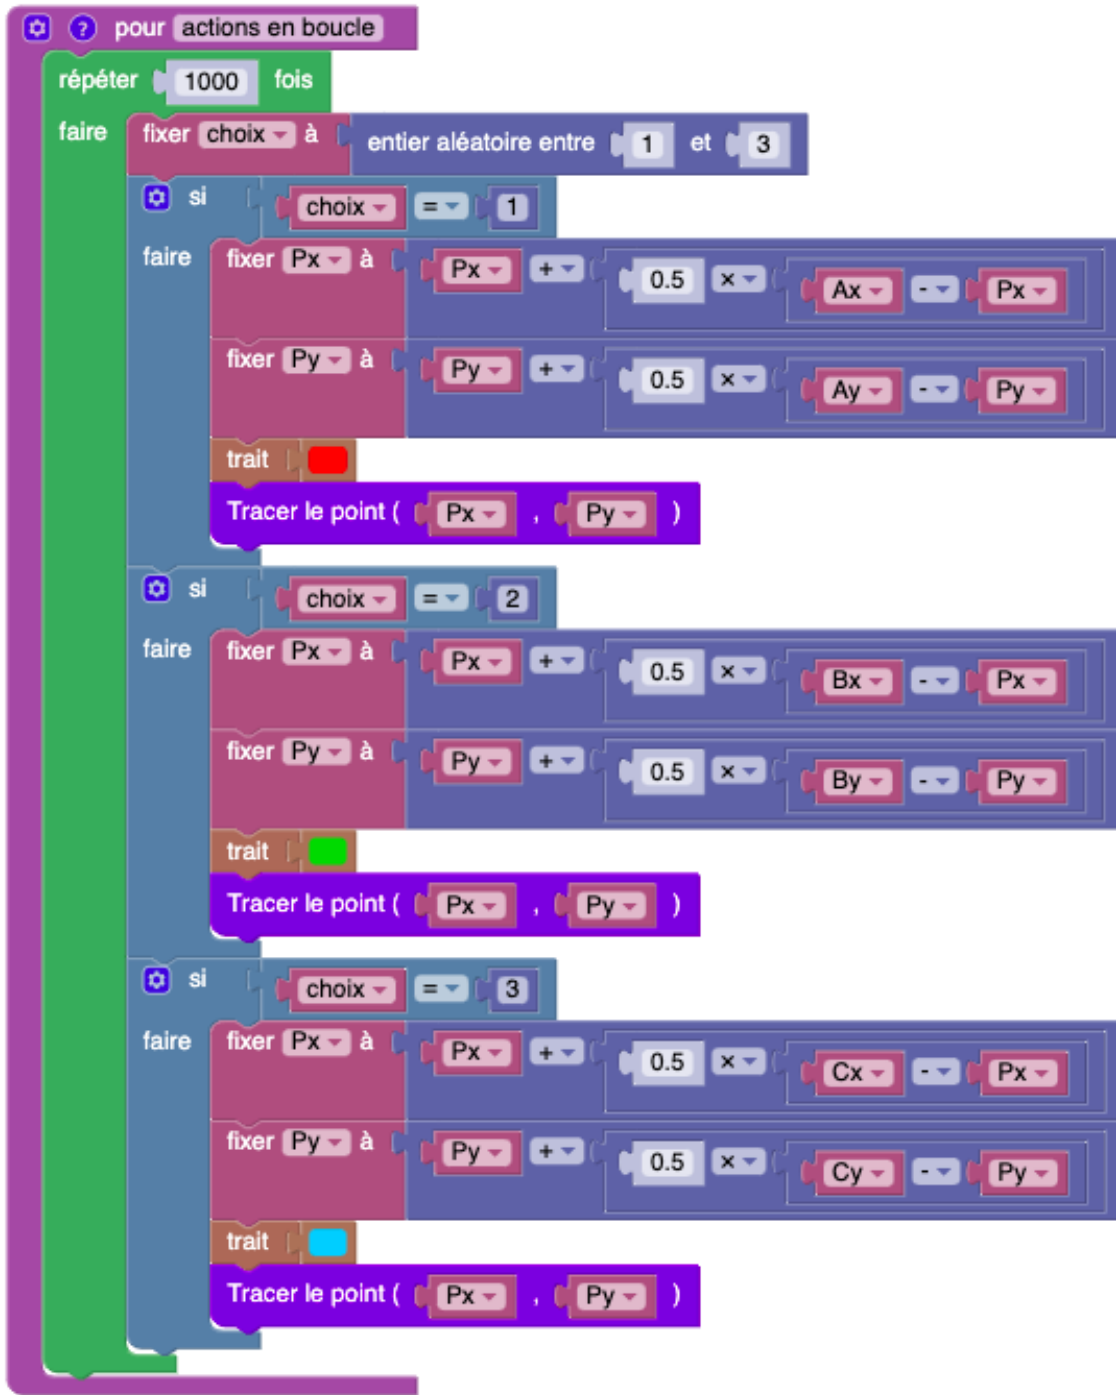 ? pour actions en boucle
répéter 1000 fois
faire fixer choix à entier aléatoire entre 1 et 3
si choix = 1
faire fixer Px à Px + 0.5 × Ax - Px
fixer Py à Py + 0.5 × Ay - Py
trait
Tracer le point ( Px , Py )
si choix = 2
faire fixer Px à Px + 0.5 × Bx - Px
fixer Py à Py + 0.5 × By - Py
trait
Tracer le point ( Px , Py )
si choix = 3
faire fixer Px à Px + 0.5 × Cx - Px
fixer Py à Py + 0.5 × Cy - Py
trait
Tracer le point ( Px , Py )